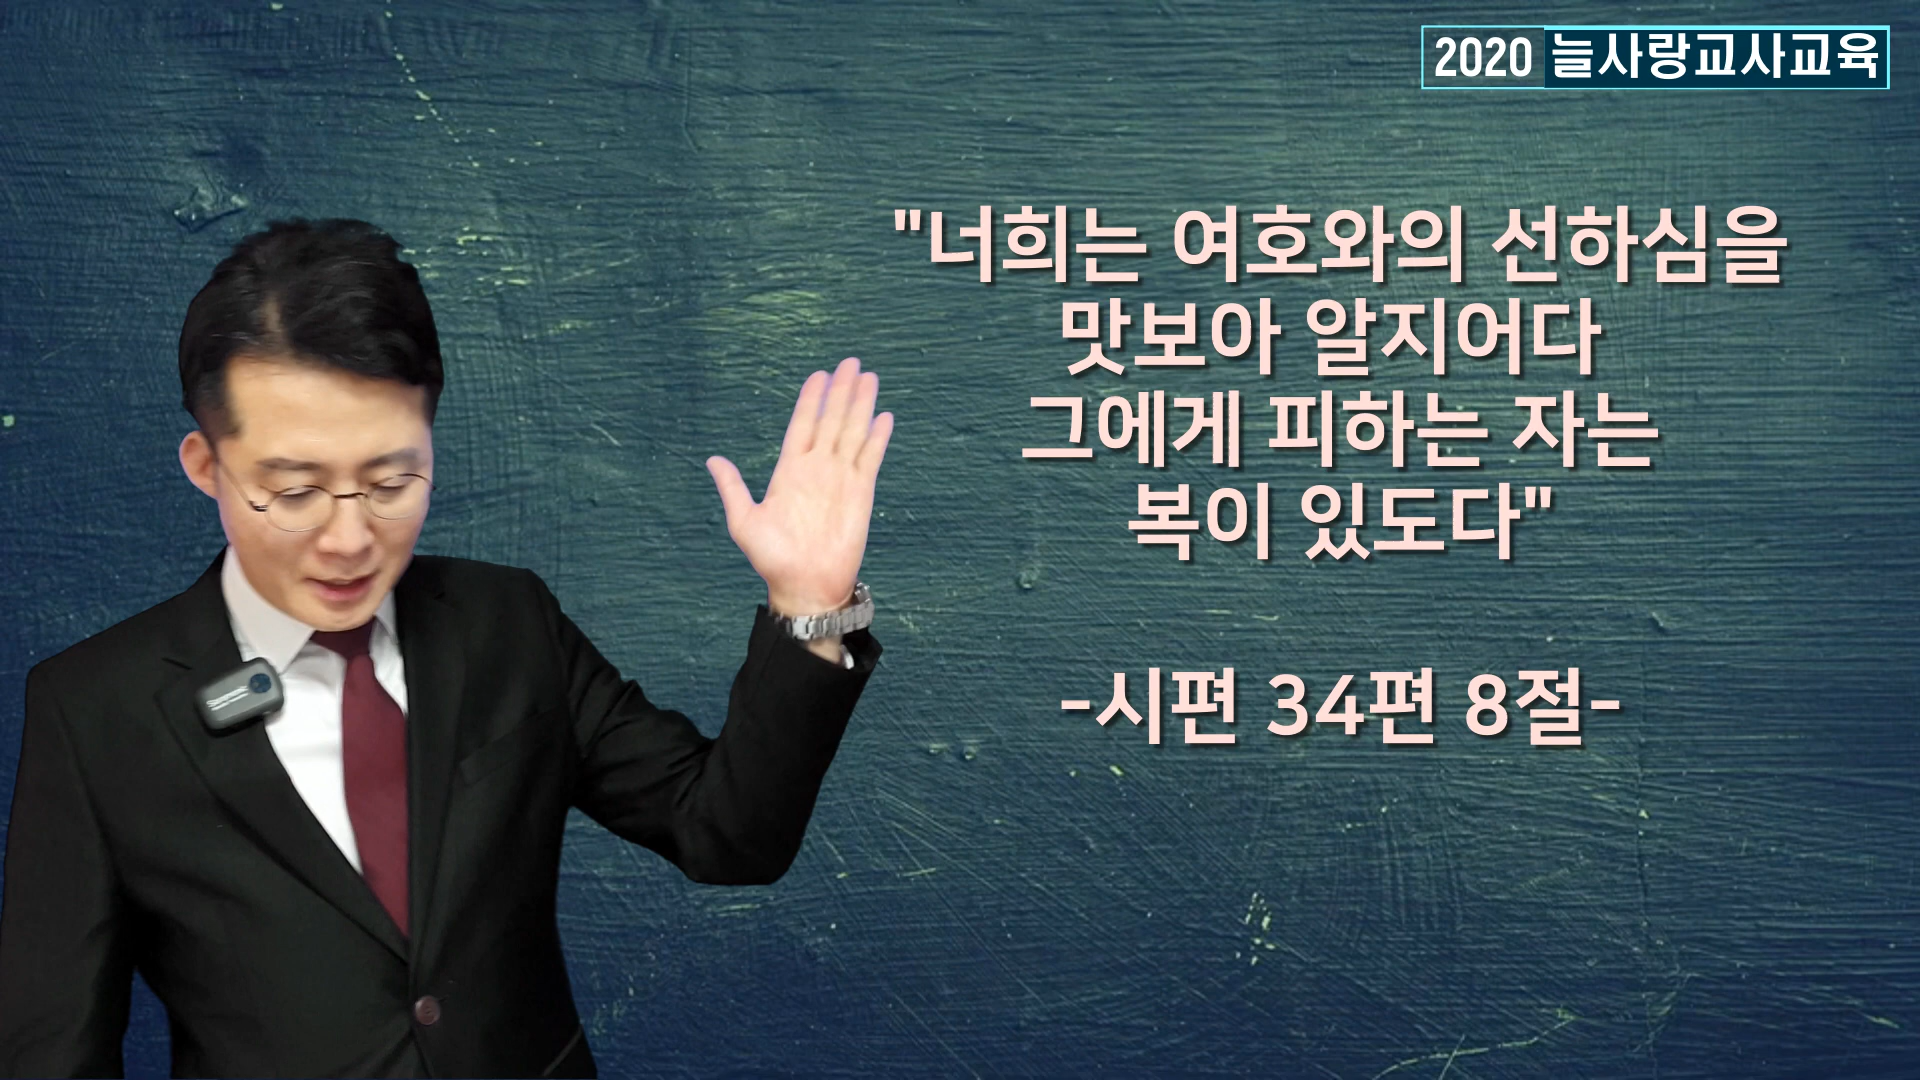 2020 늘사랑교사교육
"너희는 여호와의 선하심을
맛보아 알지어다
그에게 피하는 자는
복이 있도다"
-시편 34편 8절-